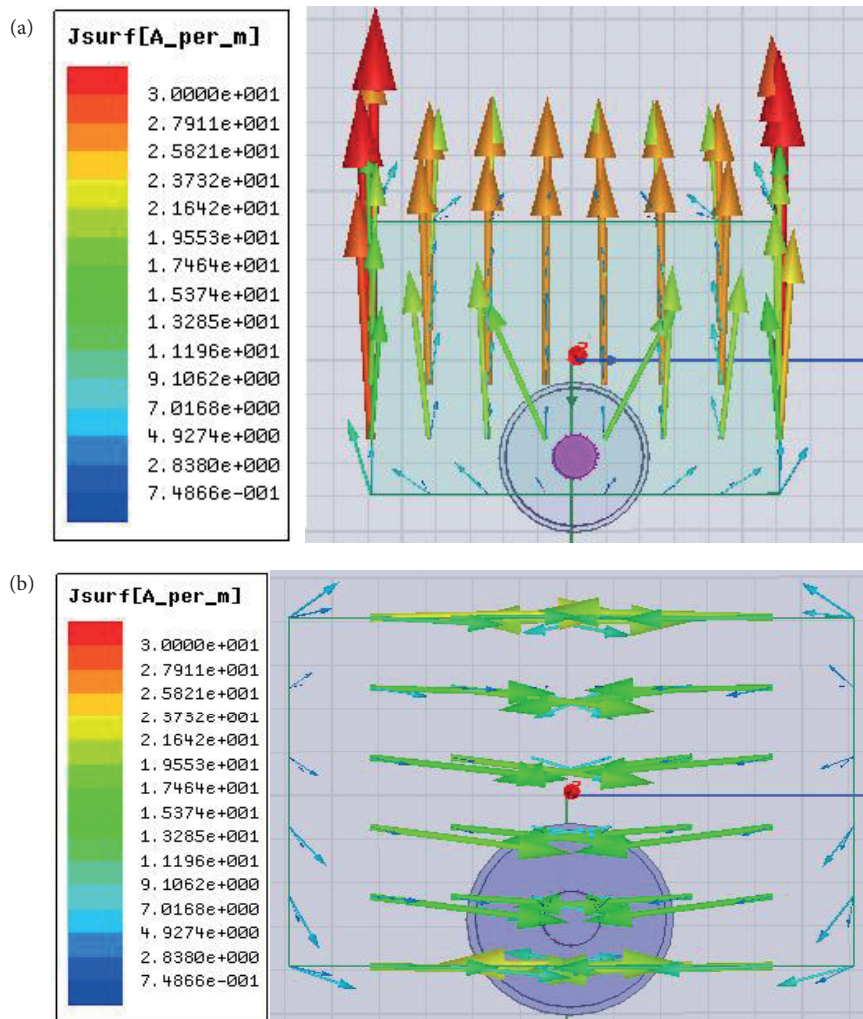 (a)
Jsurf[A_per_m]
3.0000e+001
2.7911e+001
2.5821e+001
2.3732e+001
2.1642e+001
1.9553e+001
1.7464e+001
1.5374e+001
1.3285e+001
1.1196e+001
9.1062e+000
7.0168e+000
4.9274e+000
2.8380e+000
7.4866e-001
(b)
Jsurf[A_per_m]
3.0000e+001
2.7911e+001
2.5821e+001
2.3732e+001
2.1642e+001
1.9553e+001
1.7464e+001
1.5374e+001
1.3285e+001
1.1196e+001
9.1062e+000
7.0168e+000
4.9274e+000
2.8380e+000
7.4866e-001